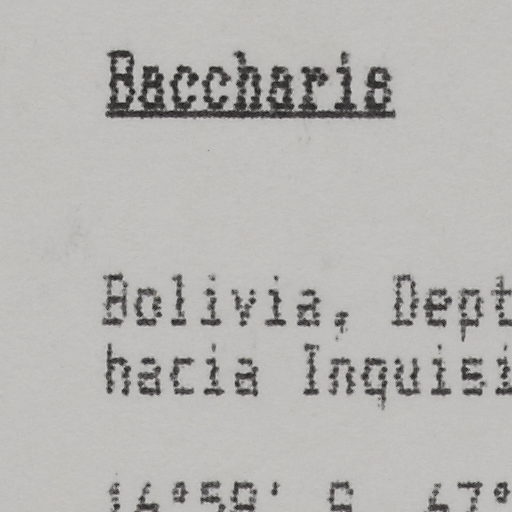 Baccharis
Bolivia, Dept
hacia Inquisi